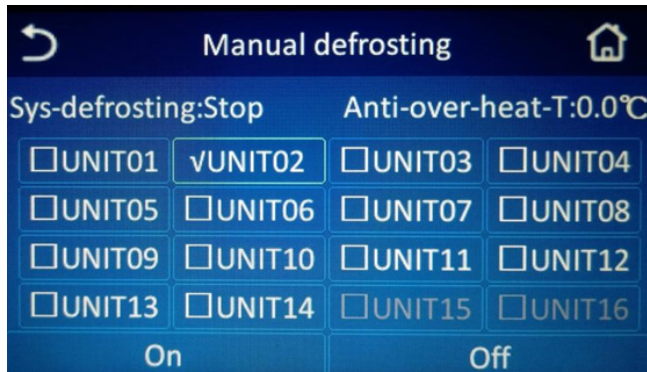 Manual defrosting
Sys-defrosting:Stop Anti-over-heat-T:0.0℃
☐UNIT01 √UNIT02 ☐UNIT03 ☐UNIT04
☐UNIT05 ☐UNIT06 ☐UNIT07 ☐UNIT08
☐UNIT09 ☐UNIT10 ☐UNIT11 ☐UNIT12
☐UNIT13 ☐UNIT14 ☐UNIT15 ☐UNIT16
On Off